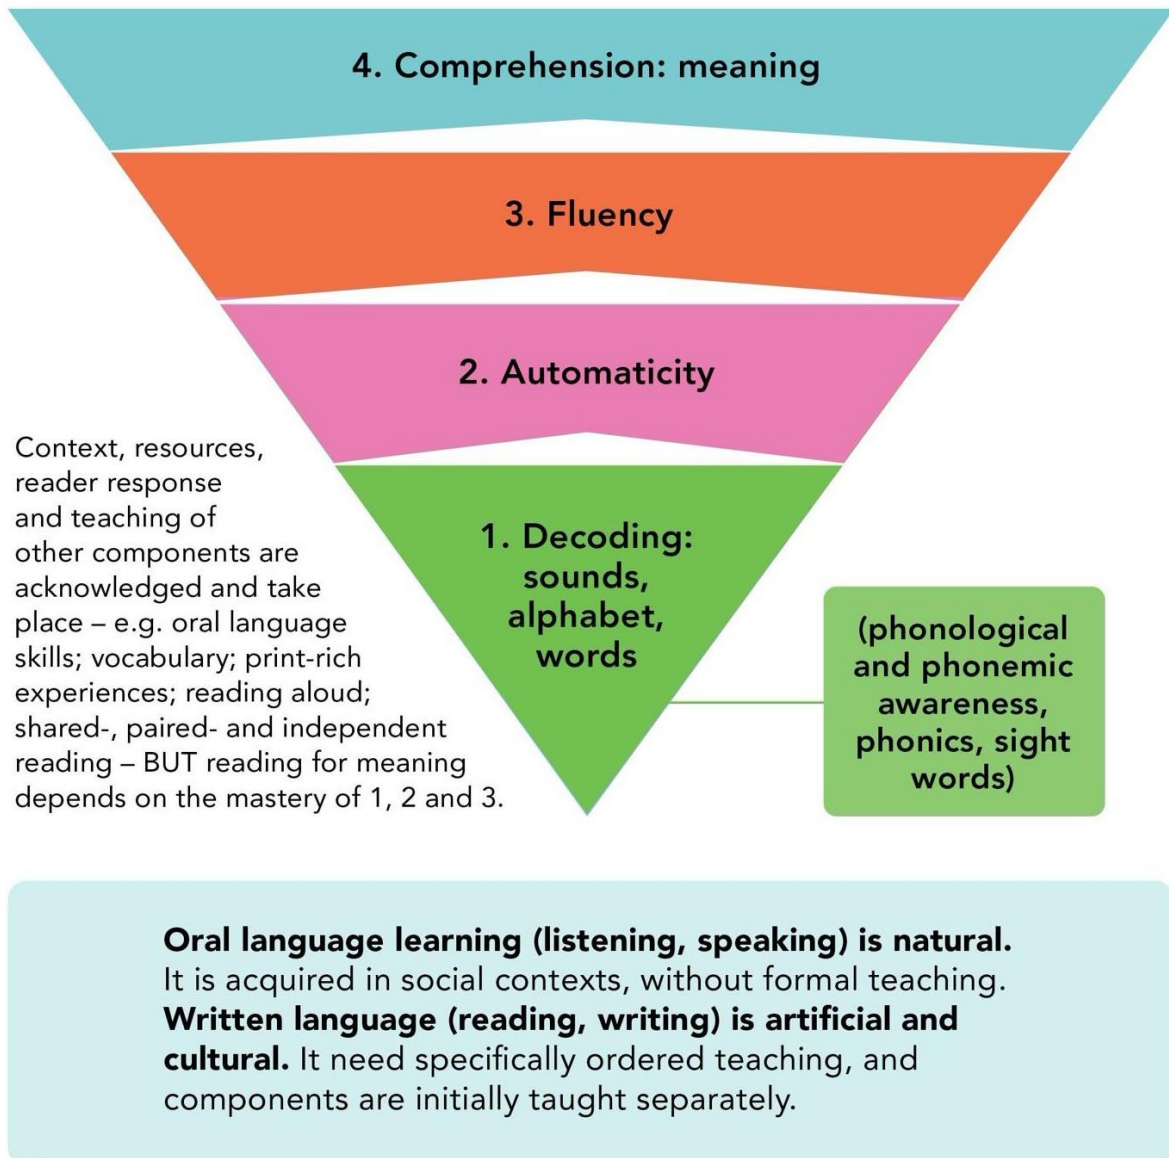 4. Comprehension: meaning
3. Fluency
2. Automaticity
Context, resources,
reader response
and teaching of
other components are
acknowledged and take
place – e.g. oral language
skills; vocabulary; print-rich
experiences; reading aloud;
shared-, paired- and independent
reading – BUT reading for meaning
depends on the mastery of 1, 2 and 3.
1. Decoding:
sounds,
alphabet,
words
(phonological
and phonemic
awareness,
phonics, sight
words)
Oral language learning (listening, speaking) is natural.
It is acquired in social contexts, without formal teaching.
Written language (reading, writing) is artificial and
cultural. It need specifically ordered teaching, and
components are initially taught separately.